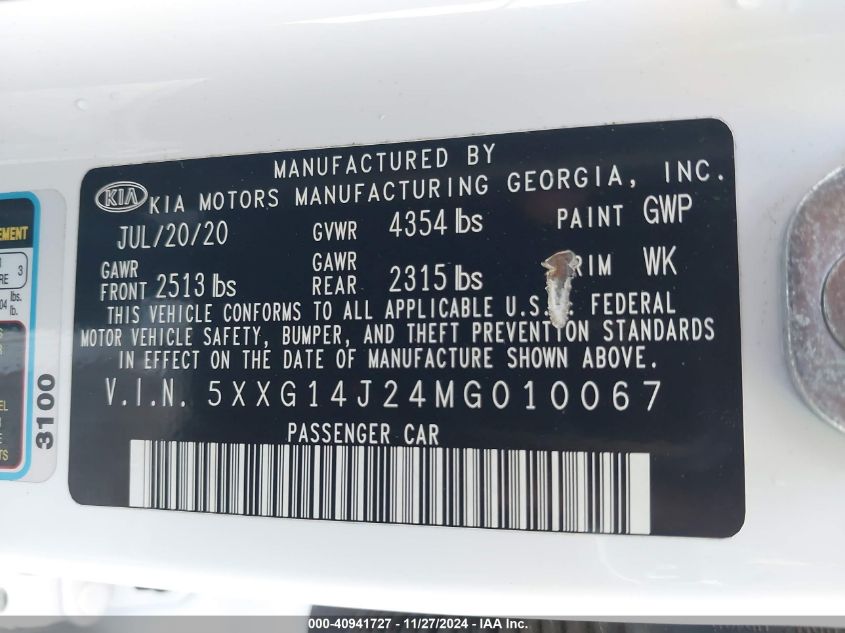 MANUFACTURED BY
KIA KIA MOTORS MANUFACTURING GEORGIA, INC.
JUL/20/20 GVWR 4354 lbs PAINT GWP
GAWR FRONT 2513 lbs GAWR REAR 2315 lbs RIM WK
THIS VEHICLE CONFORMS TO ALL APPLICABLE U.S. FEDERAL
MOTOR VEHICLE SAFETY, BUMPER, AND THEFT PREVENTION STANDARDS
IN EFFECT ON THE DATE OF MANUFACTURE SHOWN ABOVE.
V.I.N. 5XXG14J24MG010067
PASSENGER CAR
3100
000-40941727 - 11/27/2024 - IAA Inc.